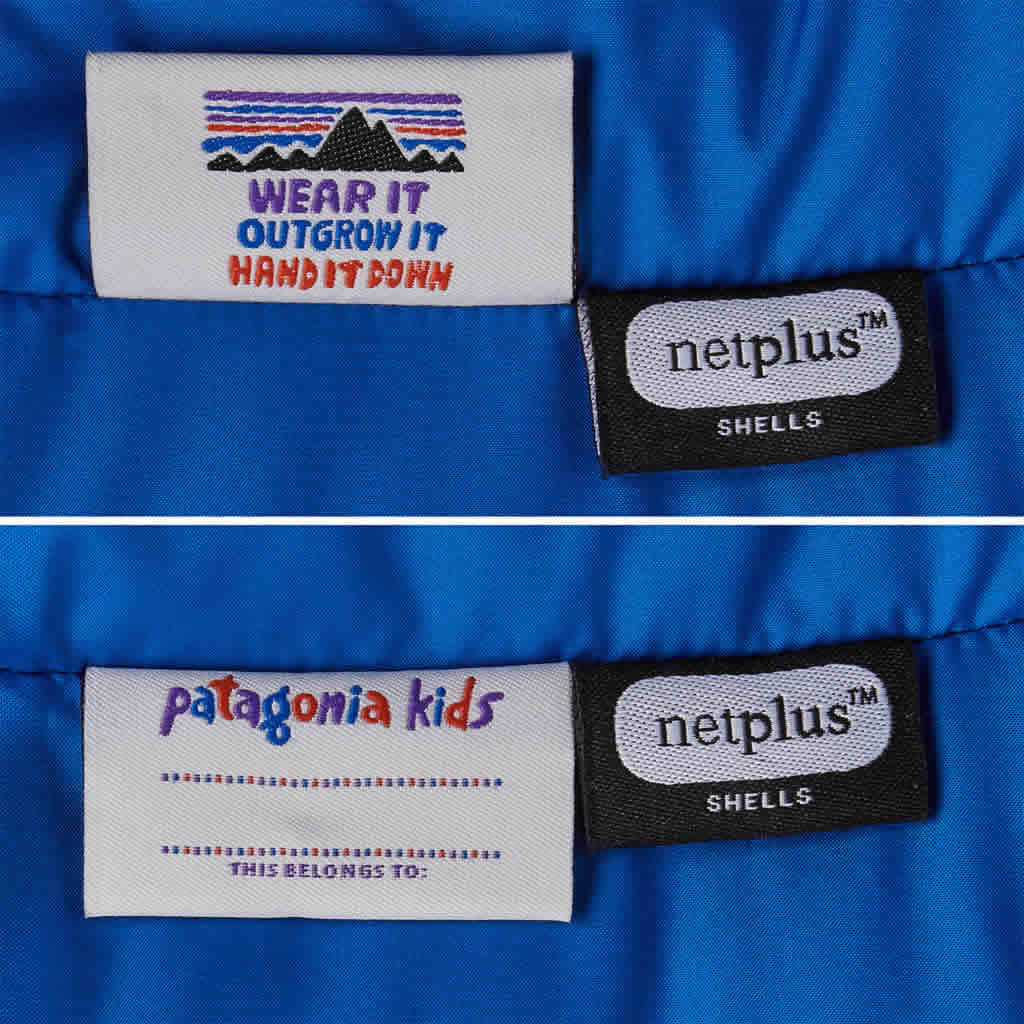 WEAR IT
OUTGROW IT
HAND IT DOWN
netplus™
SHELLS
patagonia kids
THIS BELONGS TO:
netplus™
SHELLS